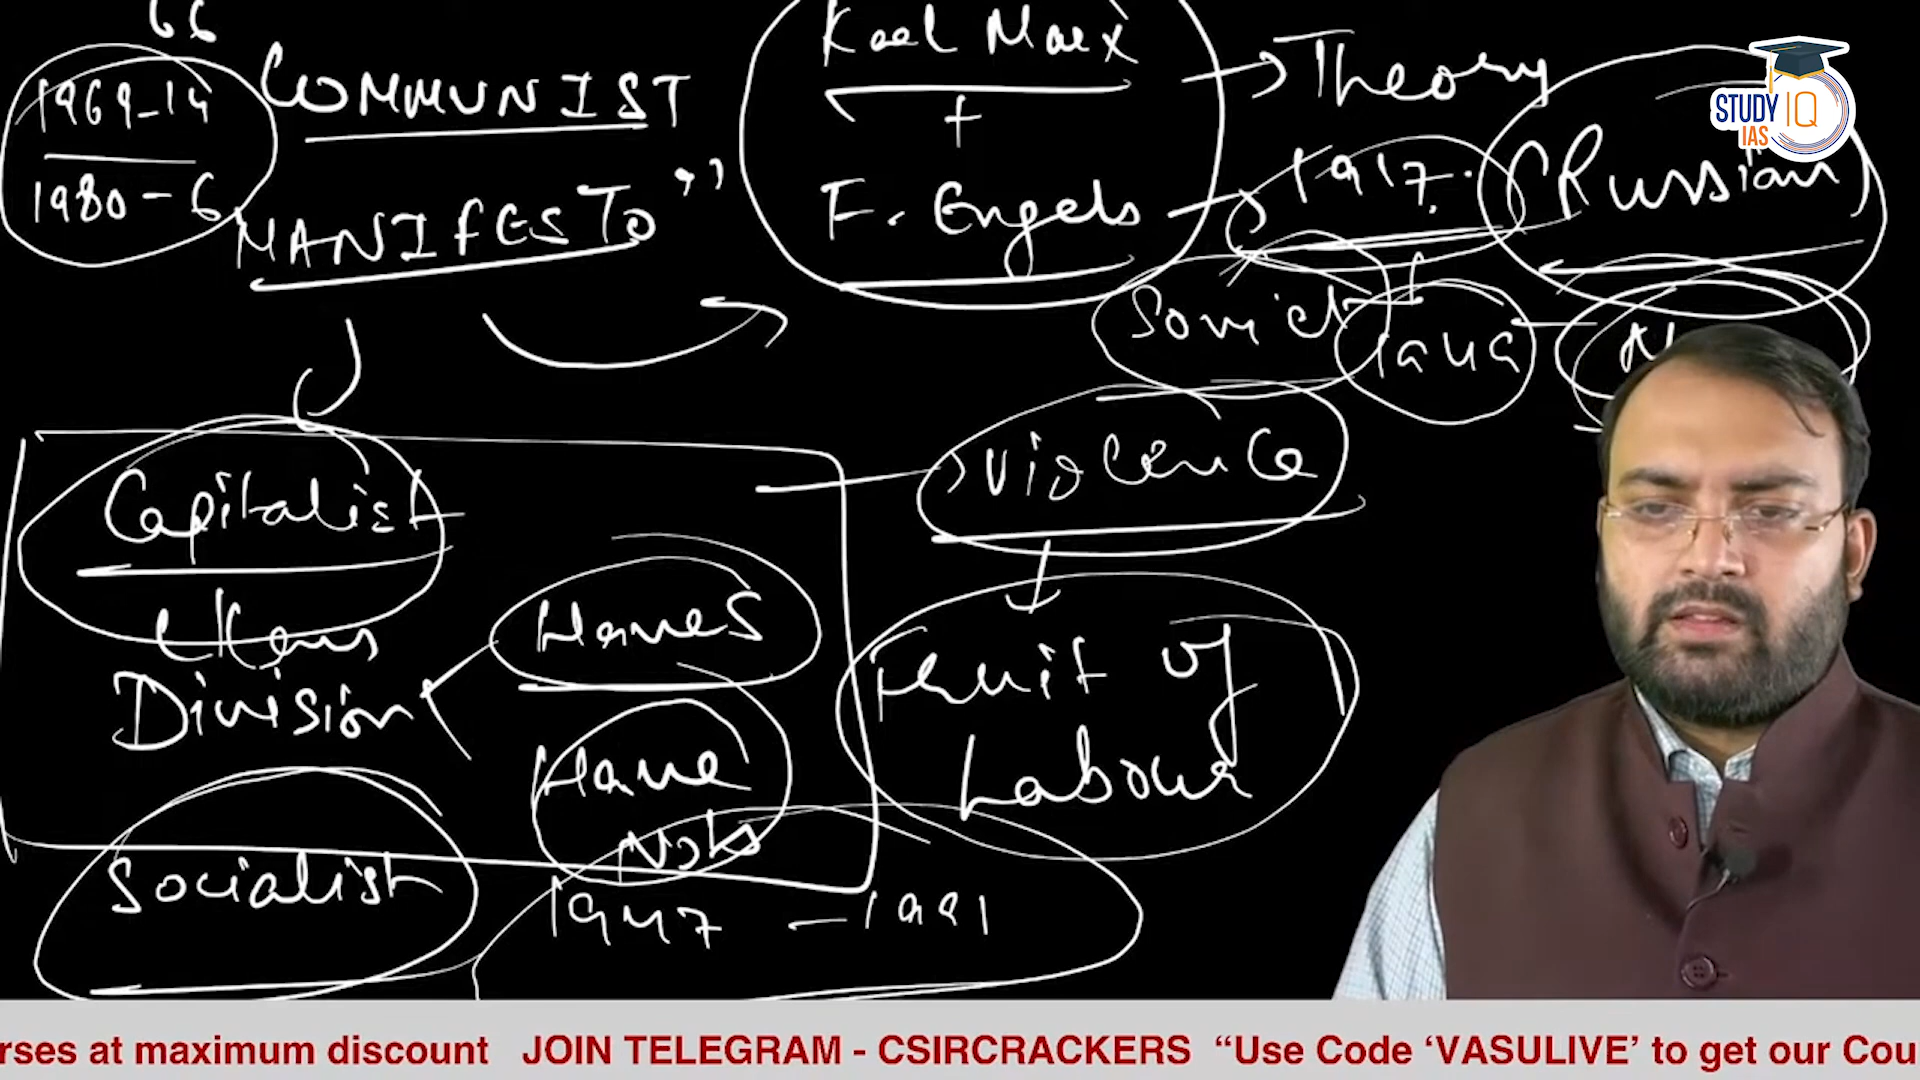 “
COMMUNIST
MANIFESTO”
1969-14
1980-6
Karl Marx
+
F. Engels
Theory
1917.
(Russian)
Soviet
Violence
Fruit of
Labour
Capitalist
Class
Division
Haves
Have
Nots
Socialist
1947 - 1991
STUDY IQ
IAS
rses at maximum discount JOIN TELEGRAM - CSIRCRACKERS “Use Code ‘VASULIVE’ to get our Cou